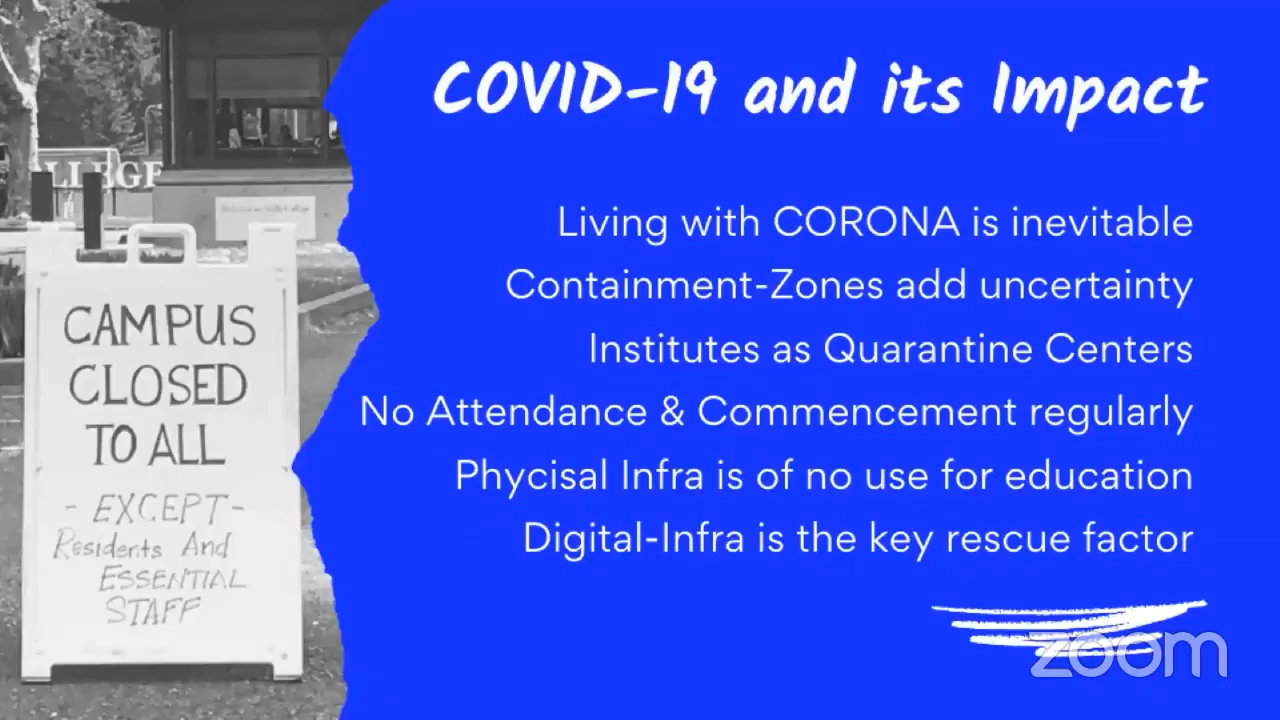 COVID-19 and its Impact
Living with CORONA is inevitable
Containment-Zones add uncertainty
Institutes as Quarantine Centers
No Attendance & Commencement regularly
Phycisal Infra is of no use for education
Digital-Infra is the key rescue factor
LLEGE
CAMPUS
CLOSED
TO ALL
- EXCEPT-
Residents And
ESSENTIAL
STAFF
zoom